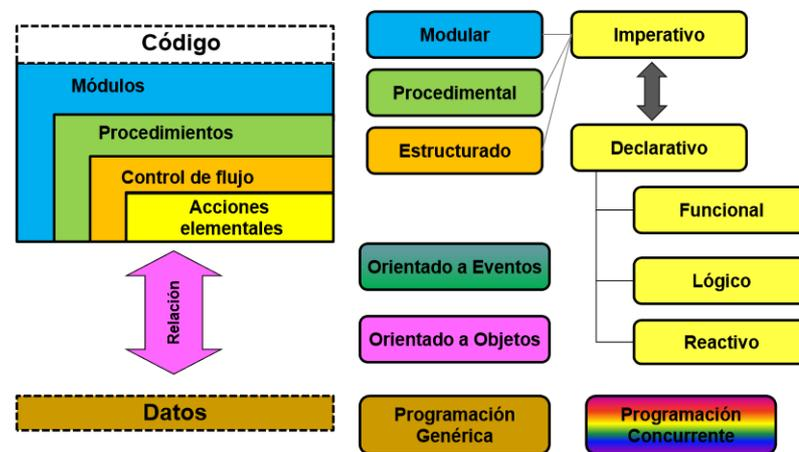 Código
Módulos
Procedimientos
Control de flujo
Acciones
elementales
Relación
Datos
Modular
Procedimental
Estructurado
Orientado a Eventos
Orientado a Objetos
Programación
Genérica
Imperativo
Declarativo
Funcional
Lógico
Reactivo
Programación
Concurrente